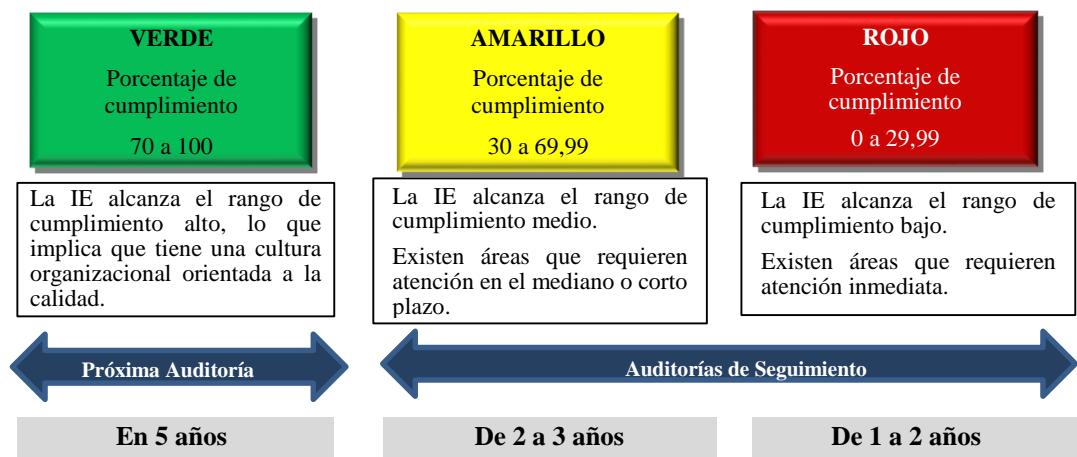 VERDE
Porcentaje de
cumplimiento
70 a 100
AMARILLO
Porcentaje de
cumplimiento
30 a 69,99
ROJO
Porcentaje de
cumplimiento
0 a 29,99
La IE alcanza el rango de
cumplimiento alto, lo que
implica que tiene una cultura
organizacional orientada a la
calidad.
La IE alcanza el rango de
cumplimiento medio.
Existen áreas que requieren
atención en el mediano o corto
plazo.
La IE alcanza el rango de
cumplimiento bajo.
Existen áreas que requieren
atención inmediata.
Próxima Auditoría
Auditorías de Seguimiento
En 5 años
De 2 a 3 años
De 1 a 2 años